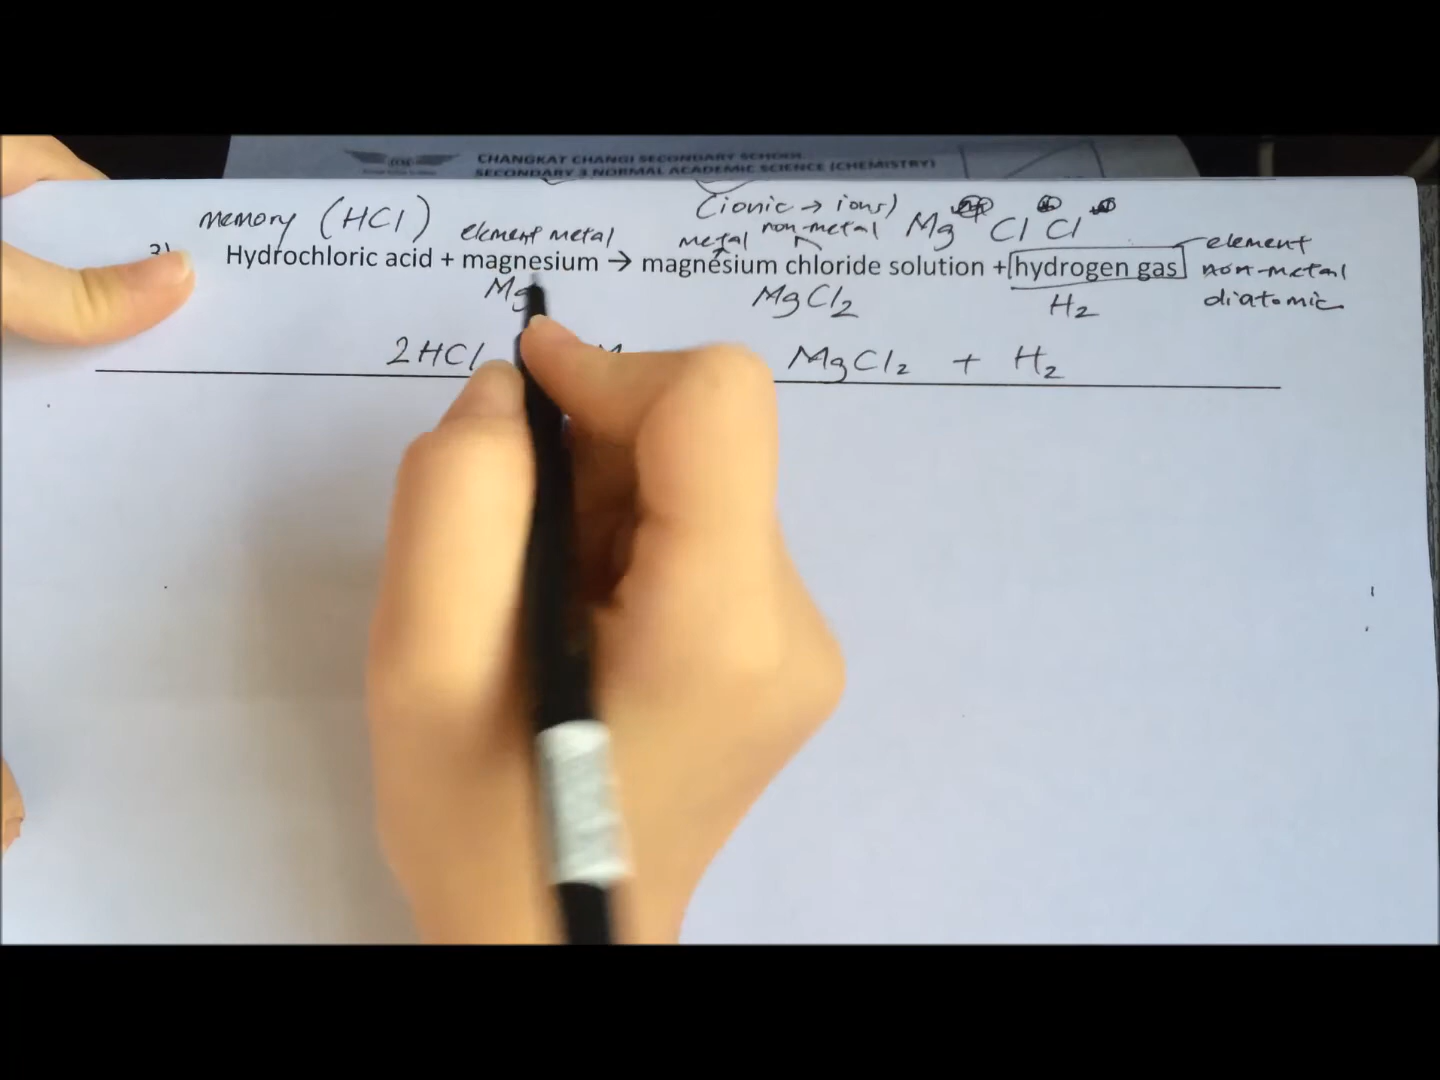 CHANGKAT CHANGI SECONDARY SCHOOL
SECONDARY 3 NORMAL ACADEMIC SCIENCE (CHEMISTRY)
memory (HCl)
element metal
(ionic → ions)
metal non-metal
Mg Cl Cl
3) Hydrochloric acid + magnesium → magnesium chloride solution + hydrogen gas
element
non-metal
diatomic
Mg MgCl₂ H₂
2HCl M MgCl₂ + H₂